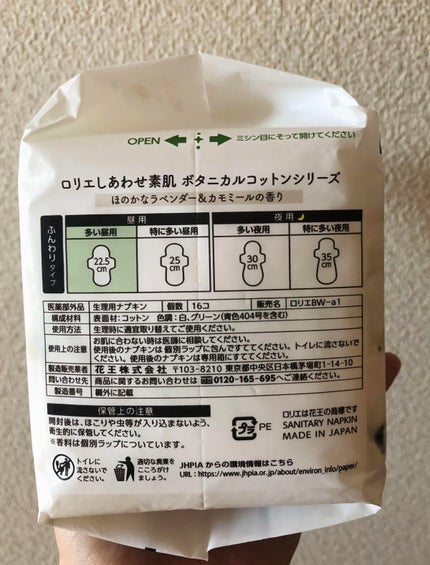 OPEN ミシン目にそって開けてください
ロリエしあわせ素肌 ボタニカルコットンシリーズ
ほのかなラベンダー&カモミールの香り
ふんわりタイプ
昼用 夜用
多い昼用 特に多い昼用 多い夜用 特に多い夜用
22.5cm 25cm 30cm 35cm
医薬部外品 生理用ナプキン 個数 16コ 販売名 ロリエBW-a1
構成材料 表面材:コットン 色調:白、グリーン(青色404号を含む)
使用方法 生理時に適宜取り替えてご使用ください。
使用上の注意 お肌に合わない時は医師に相談してください。
使用後のナプキンは個別ラップに包んですててください。トイレに流さないで
ください。使用後のナプキンは専用箱にすててください。
製造販売業者 花王株式会社 〒103-8210 東京都中央区日本橋茅場町1-14-10
問い合わせ先 商品に関するお問い合わせは 0120-165-695へご連絡ください。
製造番号 欄外に記載
保管上の注意
開封後は、ほこりや虫等が入り込まないよう、
衛生的に保管してください。
※香料は個別ラップについています。
プラ PE
ロリエは花王の商標です
SANITARY NAPKIN
MADE IN JAPAN
トイレに
流さないで
ください。
適切な廃棄を
こころがけ
ましょう。
JHPIA からの環境情報はこちら
URL:https://www.jhpia.or.jp/about/environ_info/paper/